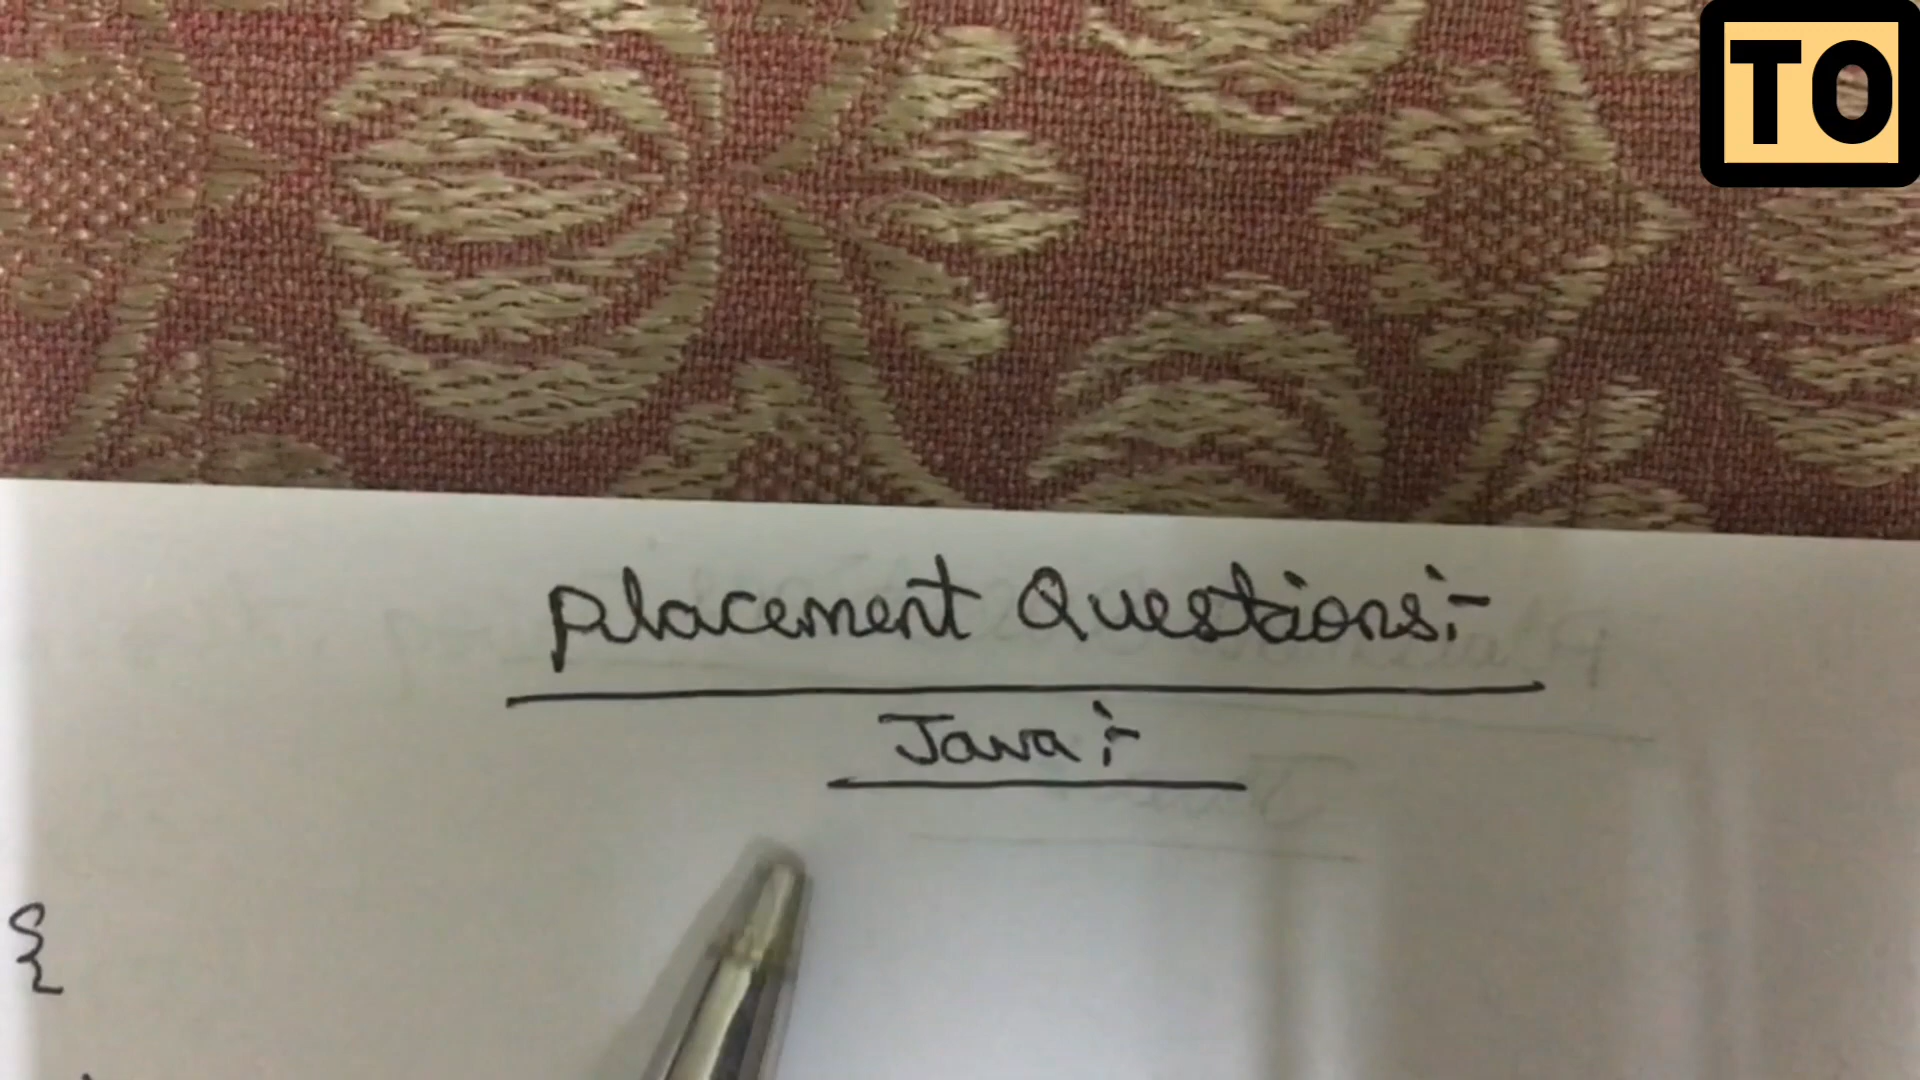 TO
Placement Questions:-
Java:-
{